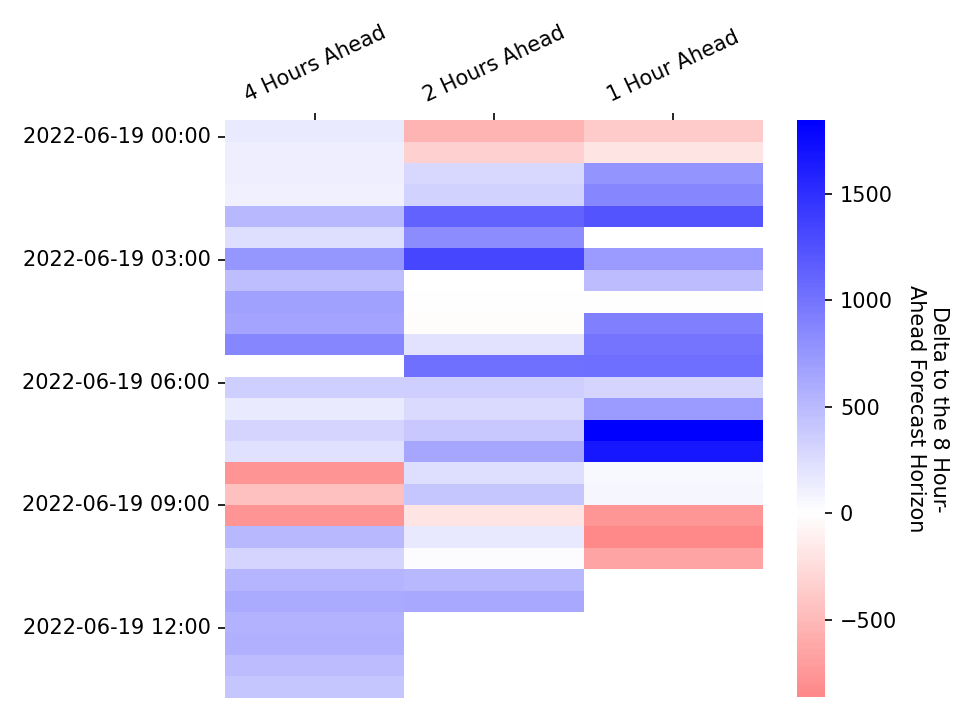 4 Hours Ahead
2 Hours Ahead
1 Hour Ahead
2022-06-19 00:00
2022-06-19 03:00
2022-06-19 06:00
2022-06-19 09:00
2022-06-19 12:00
1500
1000
500
0
−500
Delta to the 8 Hour-
Ahead Forecast Horizon